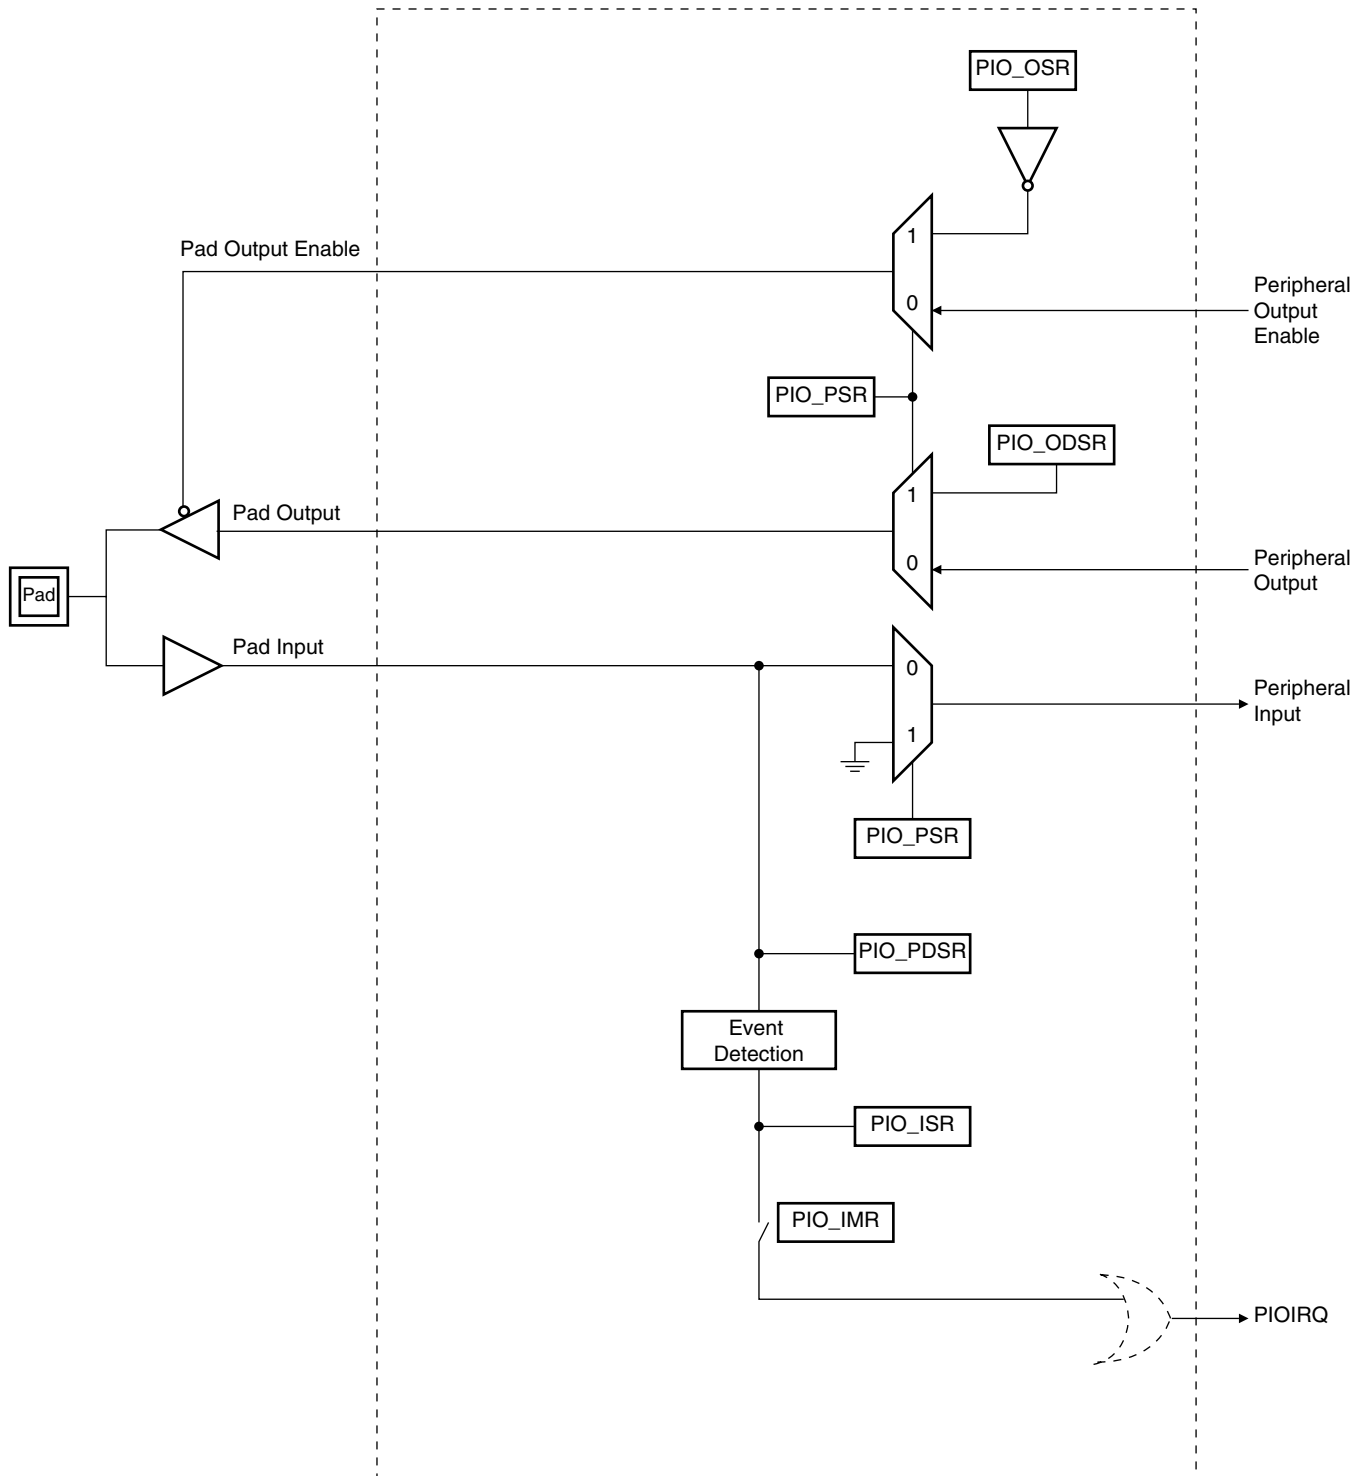 PIO_OSR
1
Pad Output Enable
0
Peripheral
Output
Enable
PIO_PSR
PIO_ODSR
1
Pad Output
0
Peripheral
Output
Pad
Pad Input
0
Peripheral
Input
1
PIO_PSR
PIO_PDSR
Event
Detection
PIO_ISR
PIO_IMR
PIOIRQ